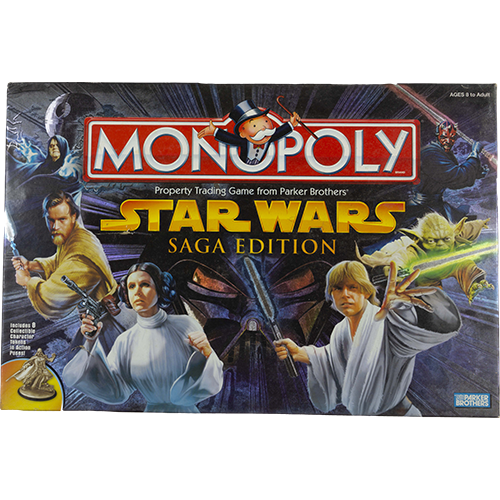 AGES 8 to Adult
MONOPOLY
Property Trading Game from Parker Brothers®
STAR WARS
SAGA EDITION
Includes 8
Collectible
Character
Tokens
in Action
Poses!
PARKER
BROTHERS